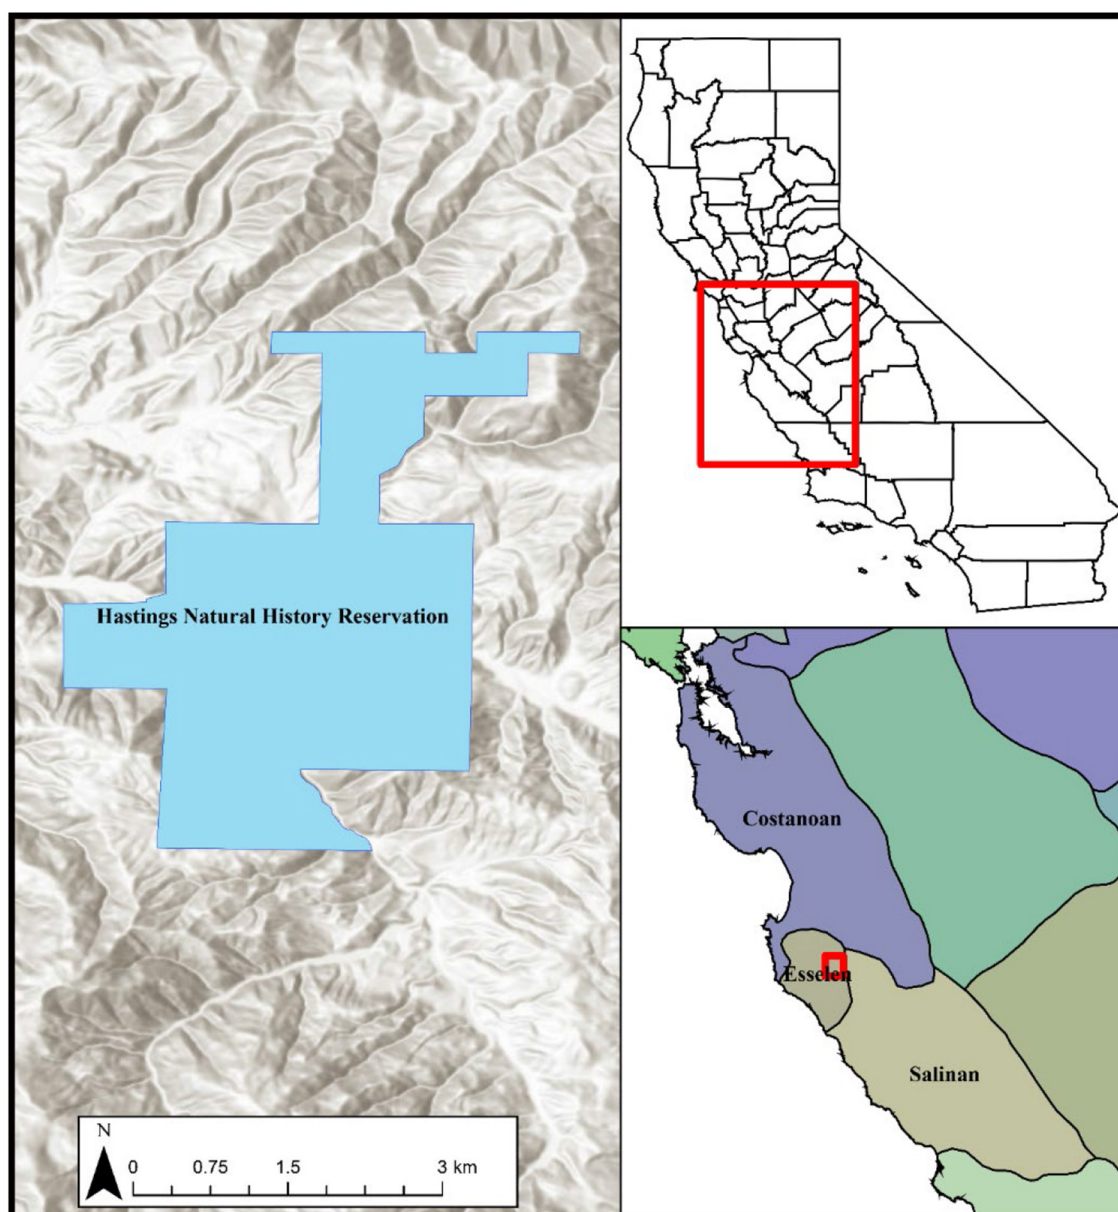 Hastings Natural History Reservation
N
0 0.75 1.5 3 km
Costanoan
Esselen
Salinan